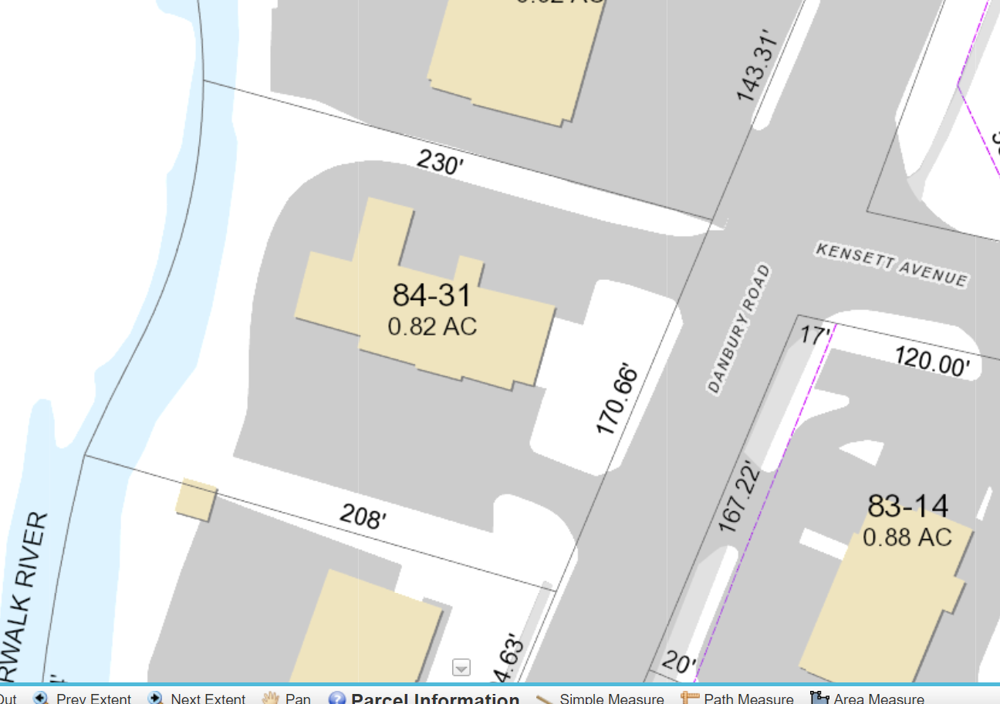 143.31'
230'
KENSETT AVENUE
DANBURY ROAD
84-31
0.82 AC
17'
120.00'
170.66'
167.22'
83-14
0.88 AC
208'
RWALK RIVER
4.63'
20'
Out
Prev Extent
Next Extent
Pan
Parcel Information
Simple Measure
Path Measure
Area Measure